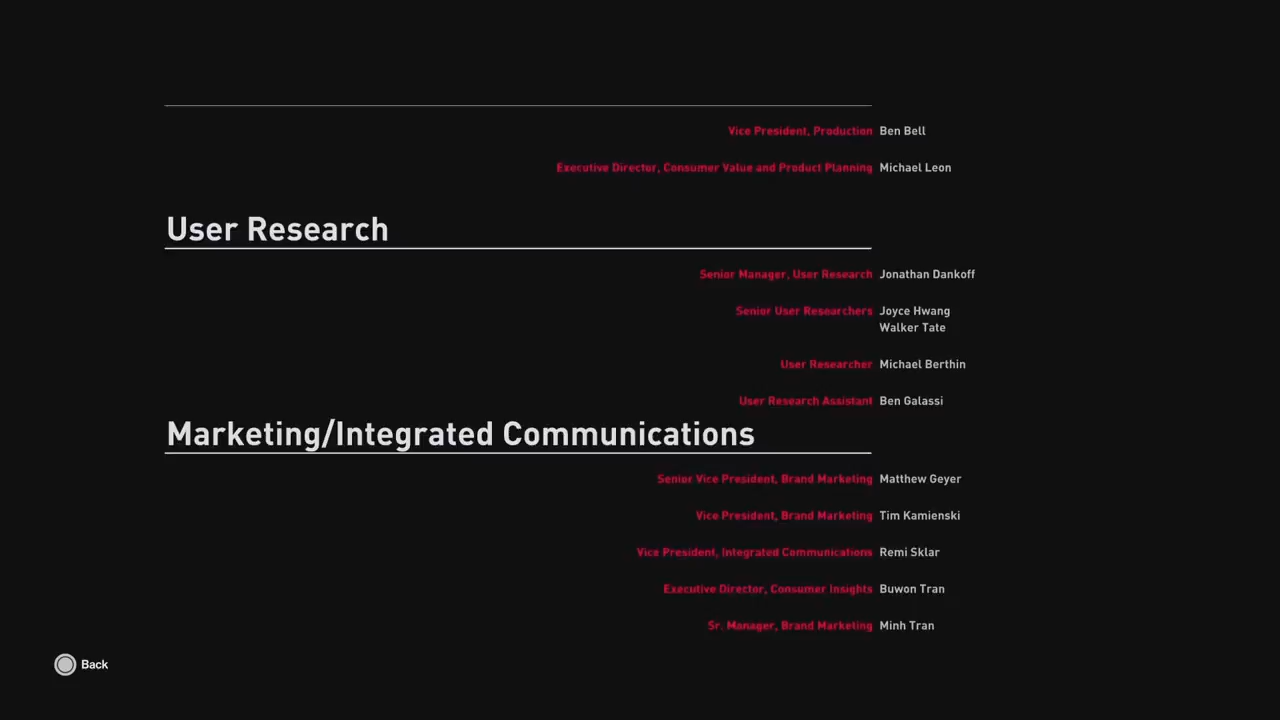 Vice President, Production Ben Bell
Executive Director, Consumer Value and Product Planning Michael Leon
User Research
Senior Manager, User Research Jonathan Dankoff
Senior User Researchers Joyce Hwang
Walker Tate
User Researcher Michael Berthin
User Research Assistant Ben Galassi
Marketing/Integrated Communications
Senior Vice President, Brand Marketing Matthew Geyer
Vice President, Brand Marketing Tim Kamienski
Vice President, Integrated Communications Remi Sklar
Executive Director, Consumer Insights Buwon Tran
Sr. Manager, Brand Marketing Minh Tran
Back